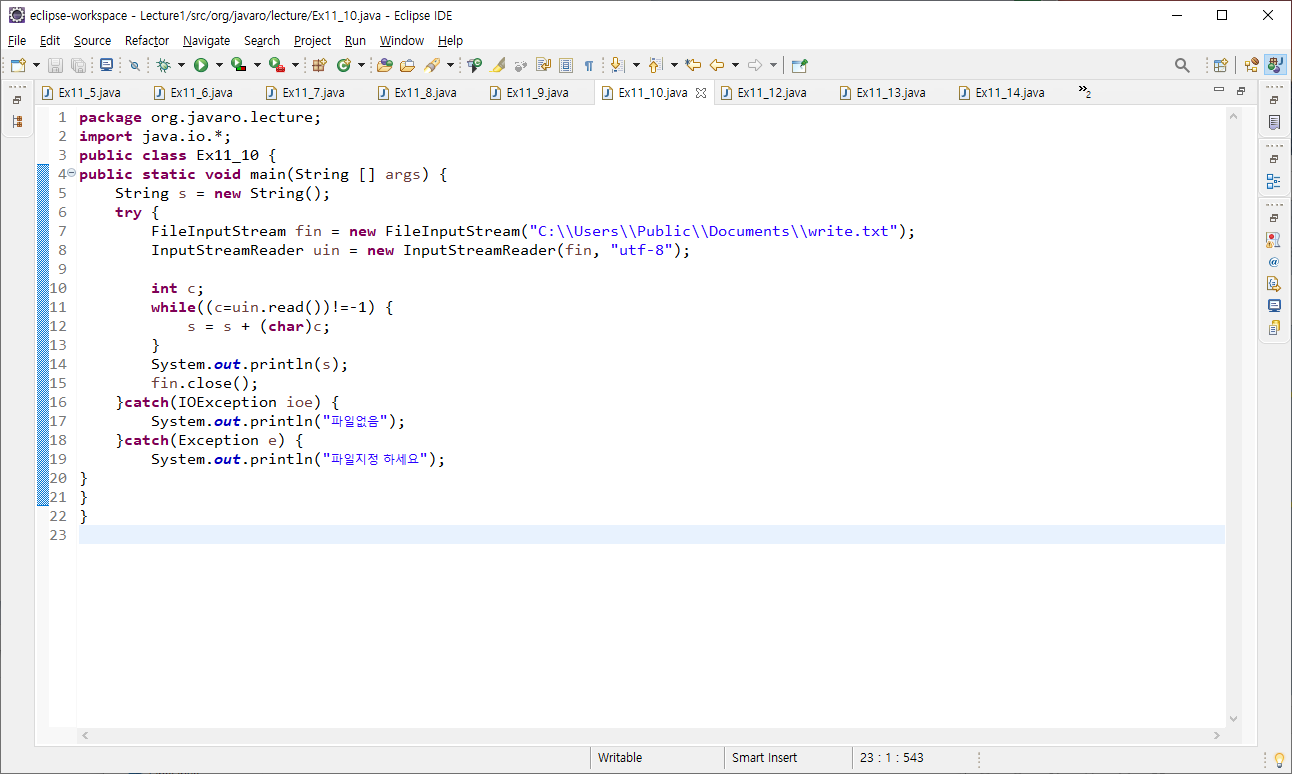 eclipse-workspace - Lecture1/src/org/javaro/lecture/Ex11_10.java - Eclipse IDE
File Edit Source Refactor Navigate Search Project Run Window Help
Ex11_5.java Ex11_6.java Ex11_7.java Ex11_8.java Ex11_9.java Ex11_10.java Ex11_12.java Ex11_13.java Ex11_14.java »2
1 package org.javaro.lecture;
2 import java.io.*;
3 public class Ex11_10 {
4 public static void main(String [] args) {
5     String s = new String();
6     try {
7         FileInputStream fin = new FileInputStream("C:\\Users\\Public\\Documents\\write.txt");
8         InputStreamReader uin = new InputStreamReader(fin, "utf-8");
9
10         int c;
11         while((c=uin.read())!=-1) {
12             s = s + (char)c;
13         }
14         System.out.println(s);
15         fin.close();
16     }catch(IOException ioe) {
17         System.out.println("파일없음");
18     }catch(Exception e) {
19         System.out.println("파일지정 하세요");
20 }
21 }
22 }
23
Writable Smart Insert 23 : 1 : 543